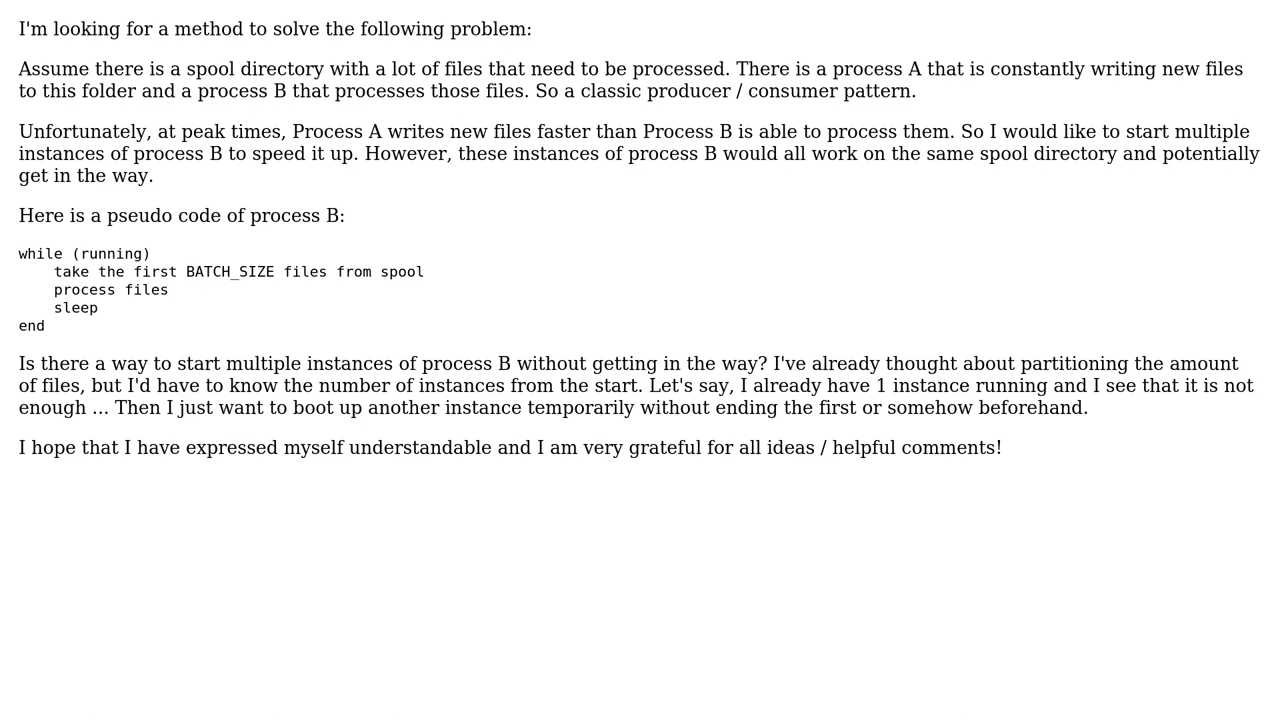 I'm looking for a method to solve the following problem:
Assume there is a spool directory with a lot of files that need to be processed. There is a process A that is constantly writing new files
to this folder and a process B that processes those files. So a classic producer / consumer pattern.
Unfortunately, at peak times, Process A writes new files faster than Process B is able to process them. So I would like to start multiple
instances of process B to speed it up. However, these instances of process B would all work on the same spool directory and potentially
get in the way.
Here is a pseudo code of process B:
while (running)
    take the first BATCH_SIZE files from spool
    process files
    sleep
end
Is there a way to start multiple instances of process B without getting in the way? I've already thought about partitioning the amount
of files, but I'd have to know the number of instances from the start. Let's say, I already have 1 instance running and I see that it is not
enough ... Then I just want to boot up another instance temporarily without ending the first or somehow beforehand.
I hope that I have expressed myself understandable and I am very grateful for all ideas / helpful comments!